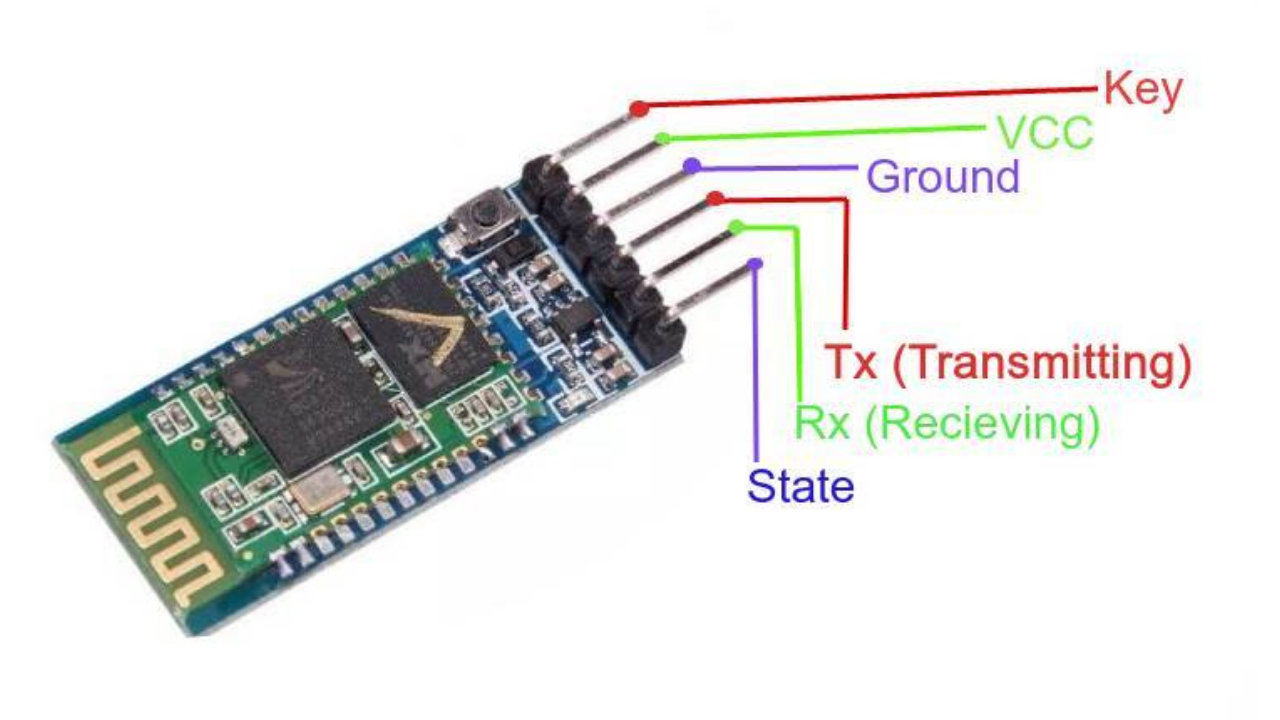 Key
VCC
Ground
Tx (Transmitting)
Rx (Recieving)
State